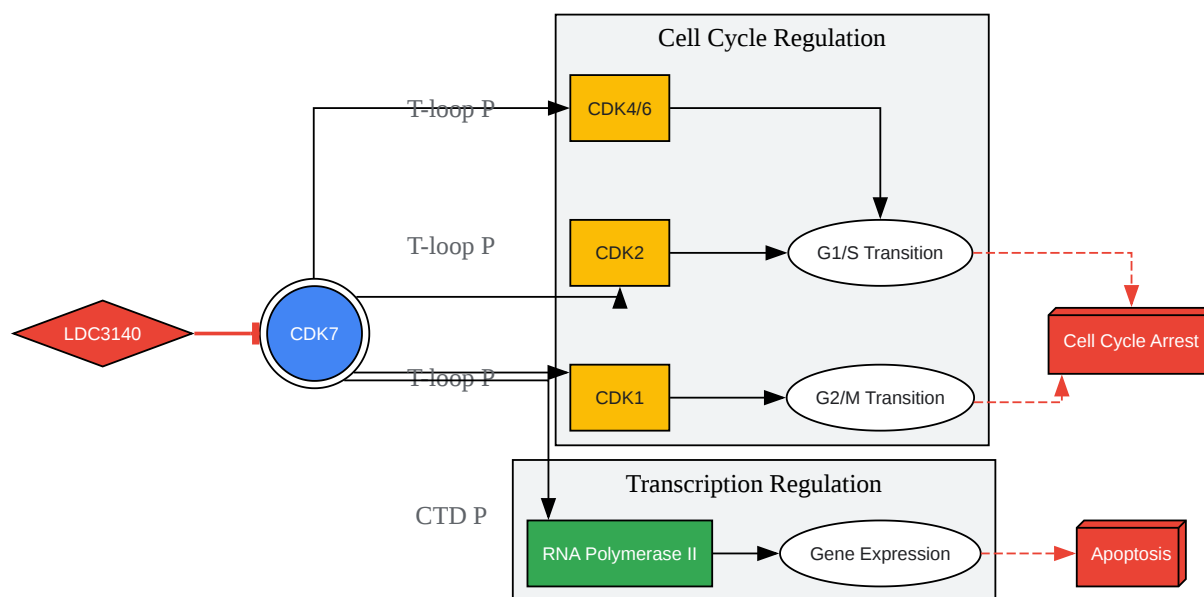 Cell Cycle Regulation
T-loop P
CDK4/6
T-loop P
CDK2
G1/S Transition
LDC3140
CDK7
Cell Cycle Arrest
T-loop P
CDK1
G2/M Transition
Transcription Regulation
CTD P
RNA Polymerase II
Gene Expression
Apoptosis